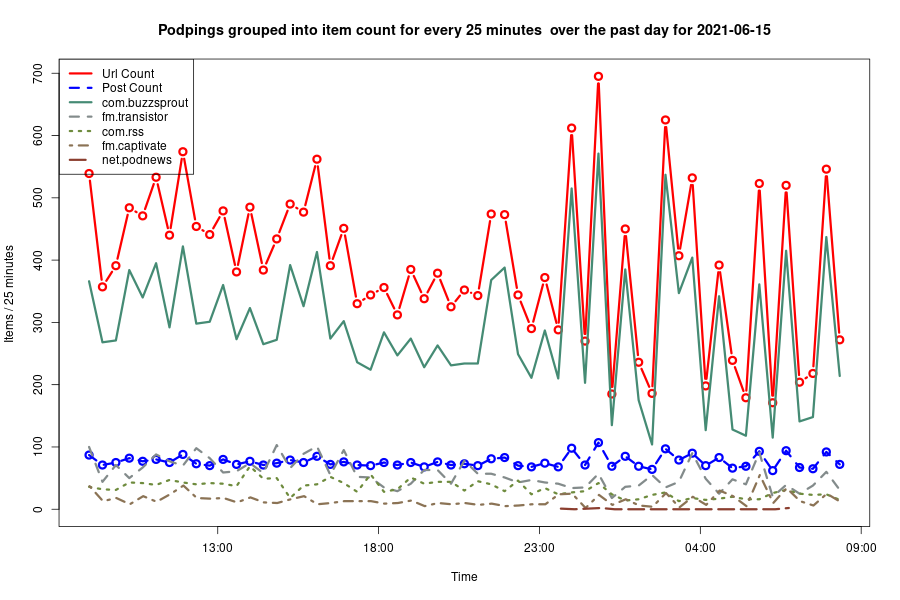 Podpings grouped into item count for every 25 minutes  over the past day for 2021-06-15
Url Count
Post Count
com.buzzsprout
fm.transistor
com.rss
fm.captivate
net.podnews
Items / 25 minutes
700
600
500
400
300
200
100
0
13:00 18:00 23:00 04:00 09:00
Time